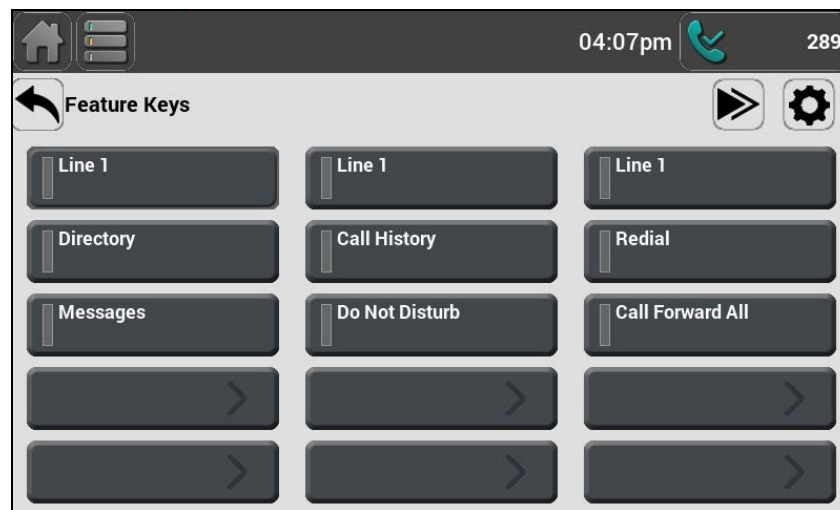 04:07pm 289
Feature Keys
Line 1 Line 1 Line 1
Directory Call History Redial
Messages Do Not Disturb Call Forward All